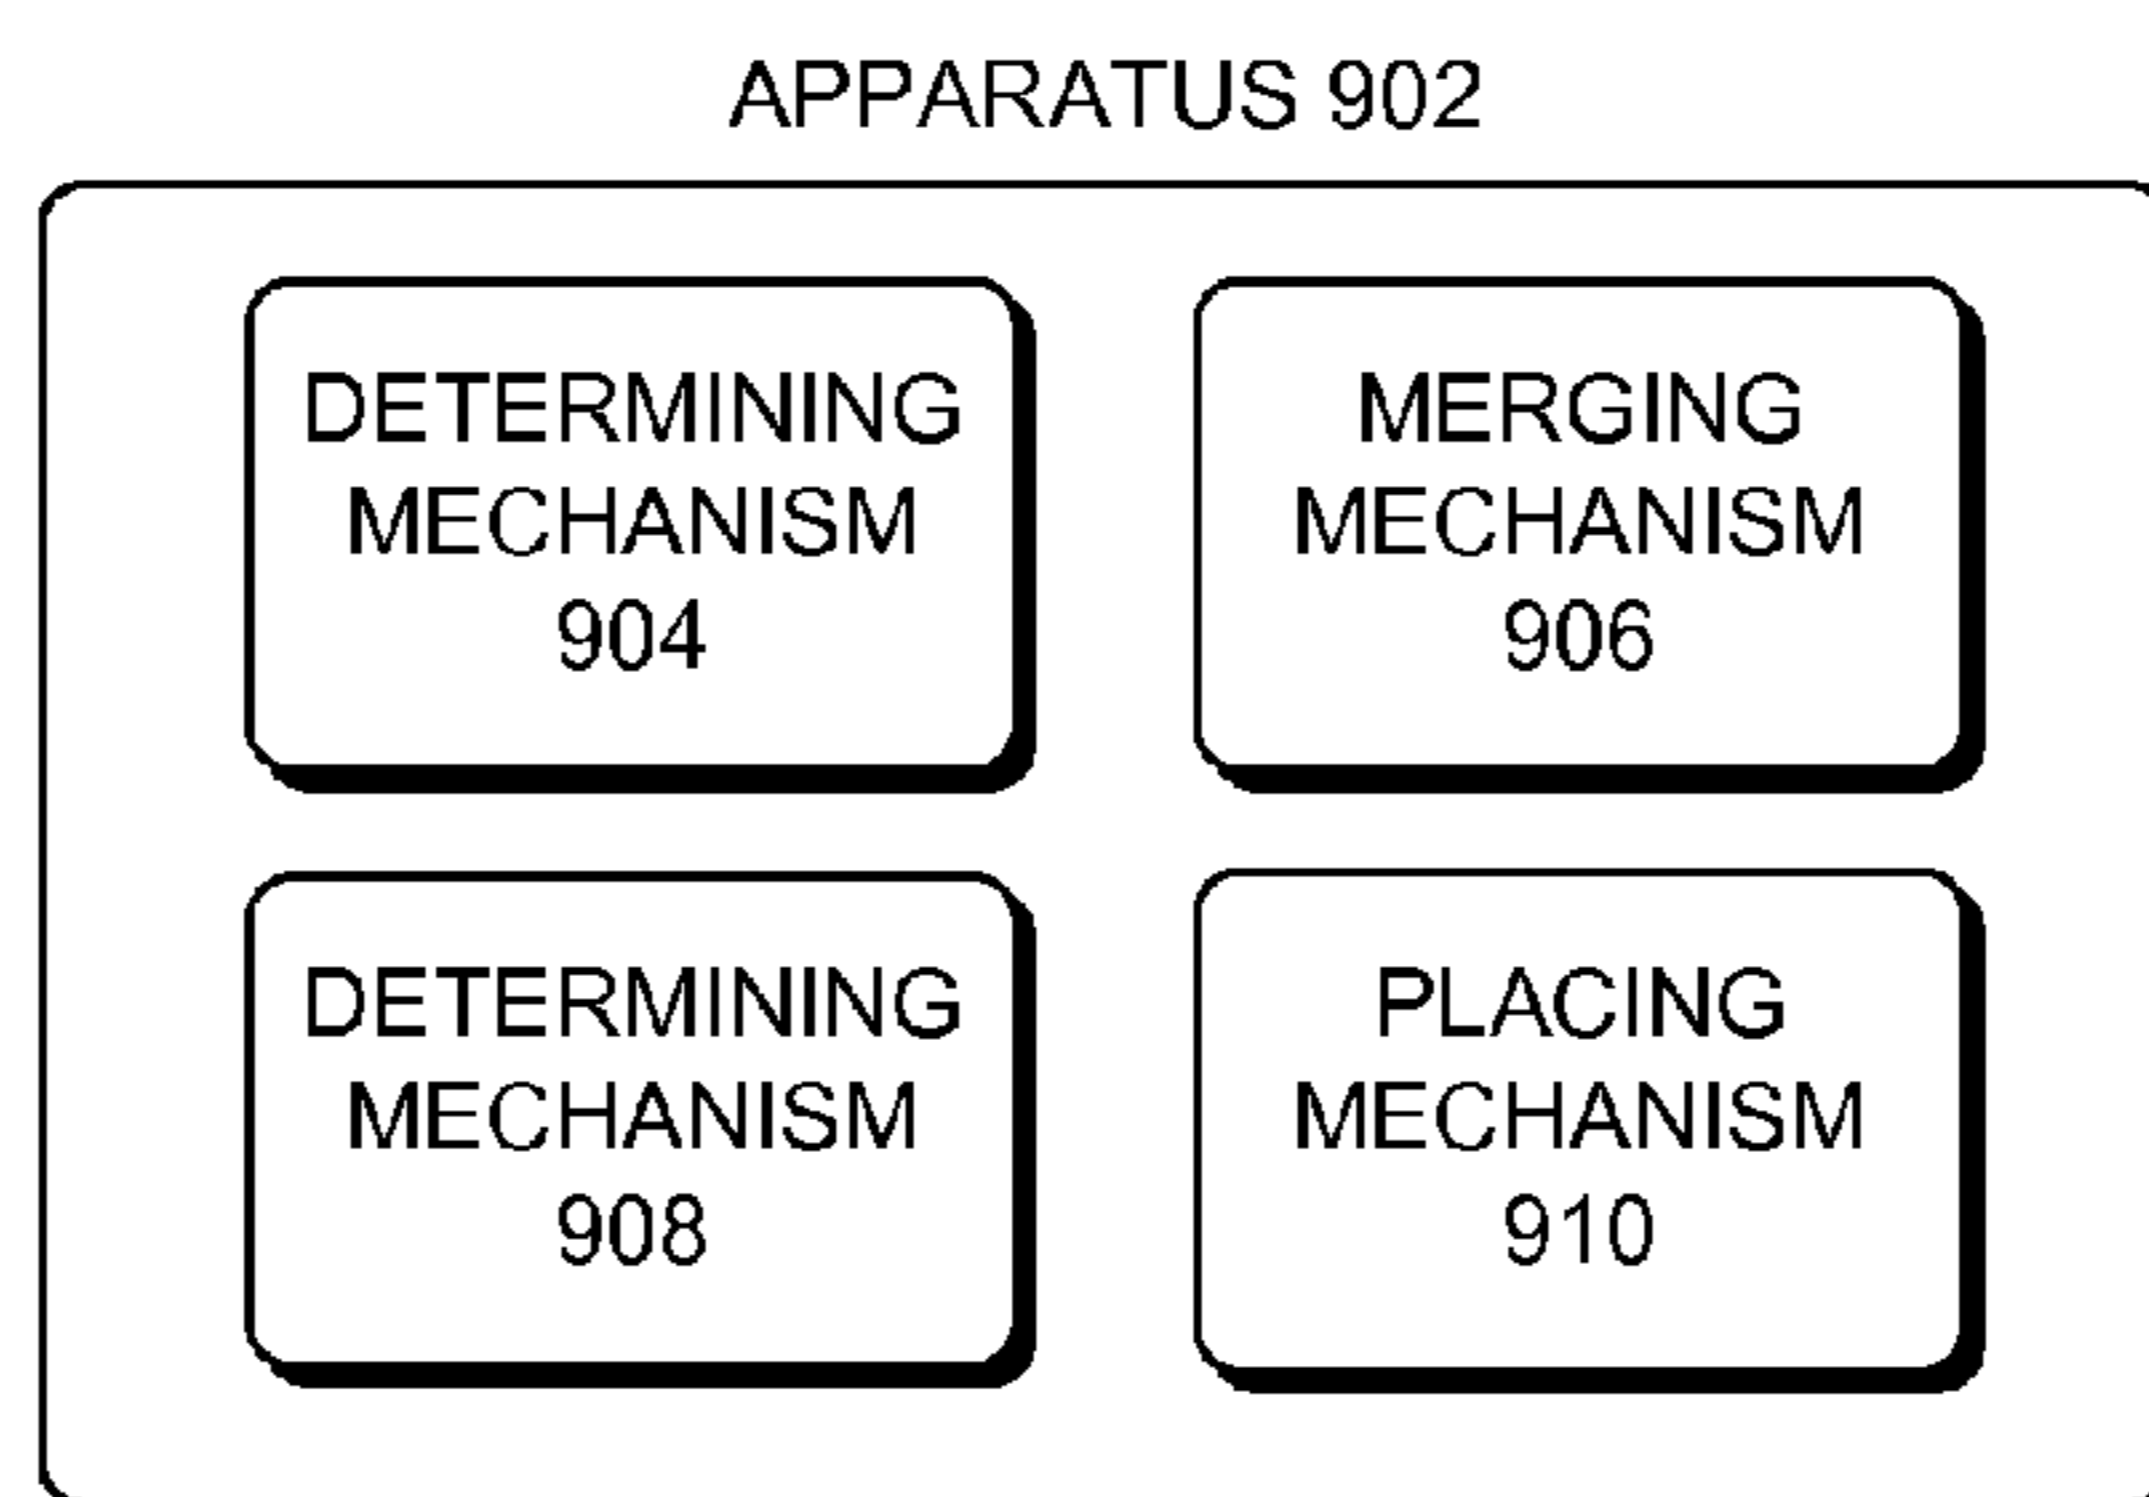 APPARATUS 902
DETERMINING
MECHANISM
904
MERGING
MECHANISM
906
DETERMINING
MECHANISM
908
PLACING
MECHANISM
910